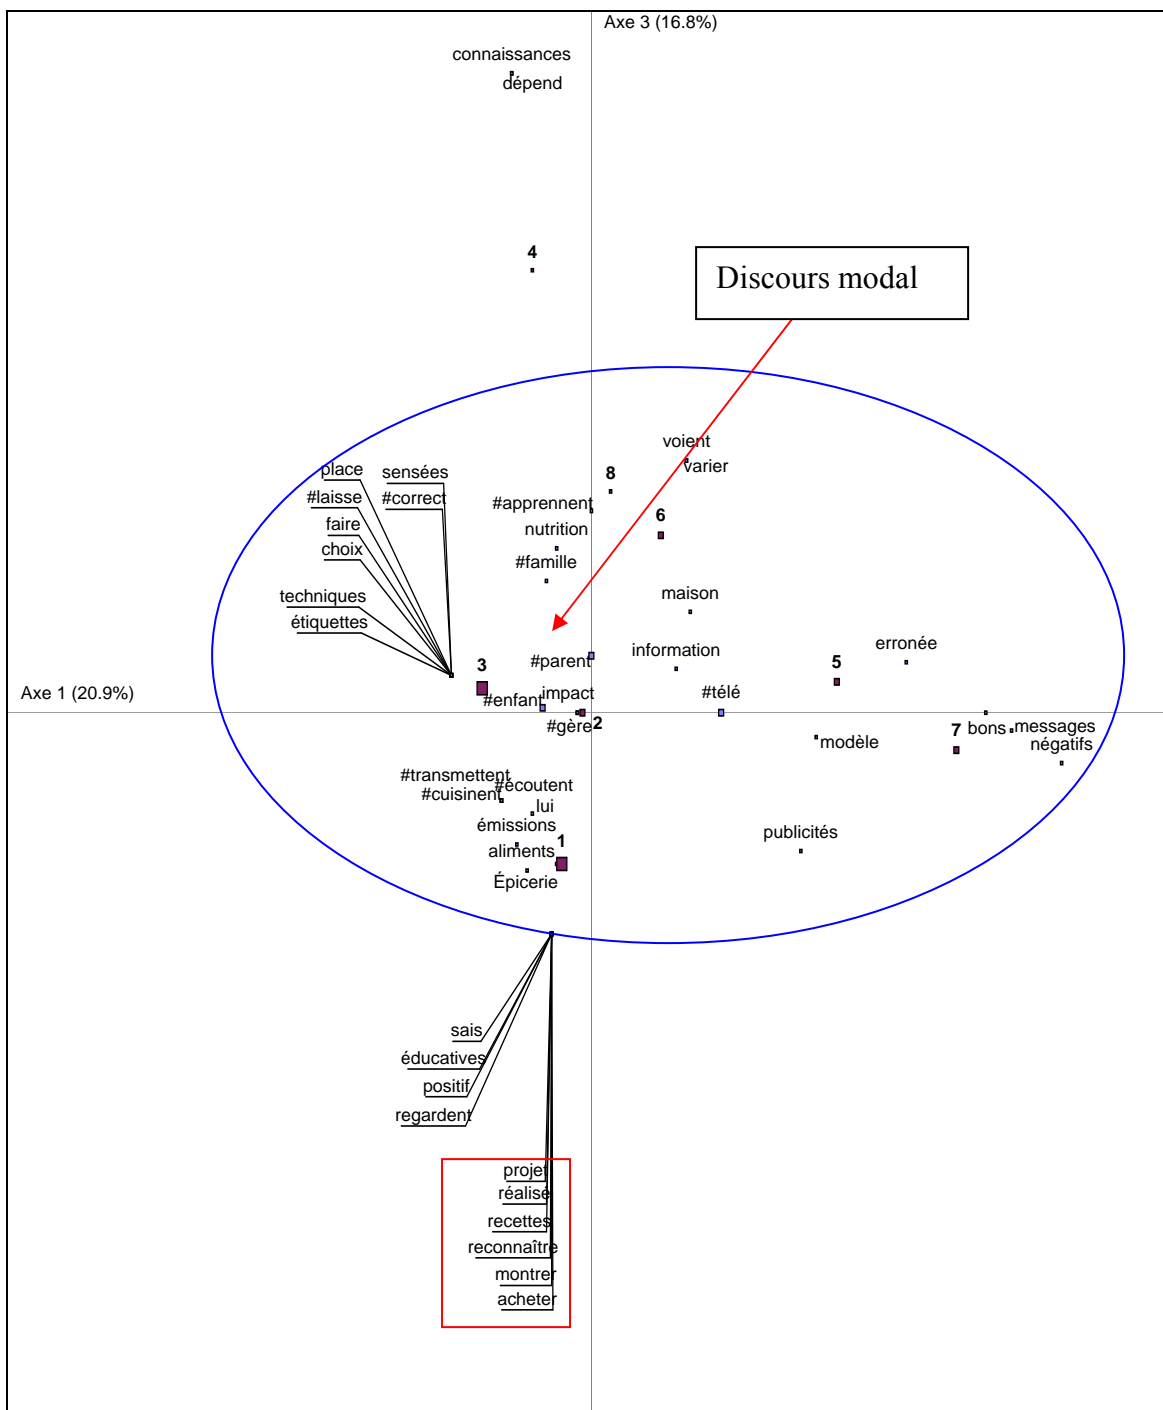 Axe 3 (16.8%)
connaissances
dépend
4
Discours modal
voient
varier
place
sensées
8
#laisse
#correct
#apprennent
6
faire
nutrition
choix
#famille
techniques
maison
étiquettes
information
#parent
erronée
3
5
Axe 1 (20.9%)
#enfant
impact
#télé
#gère
2
bons
messages
négatifs
7
modèle
#transmettent
#écoutent
#cuisinent
lui
émissions
publicités
1
aliments
Épicerie
sais
éducatives
positif
regardent
projet
réalisé
recettes
reconnaître
montrer
acheter